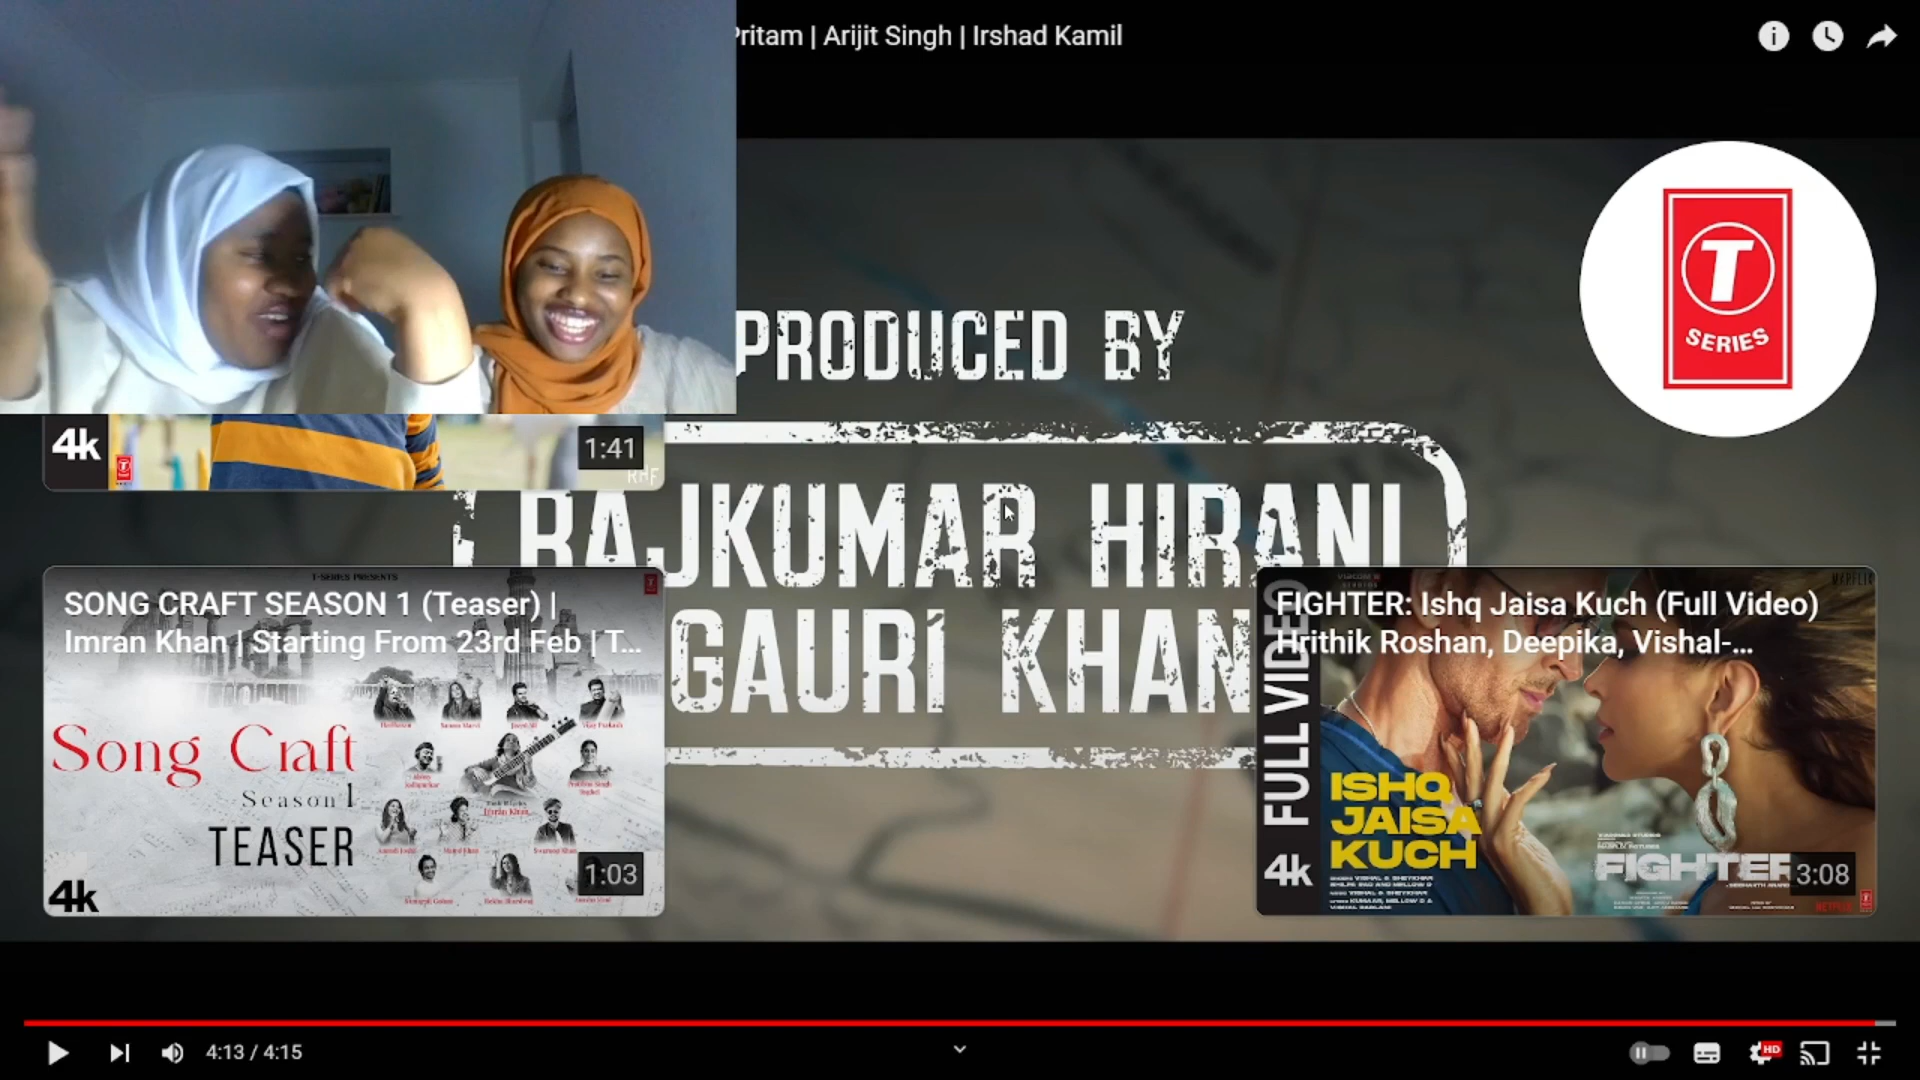 Pritam | Arijit Singh | Irshad Kamil
T
SERIES
PRODUCED BY
4k
1:41
RHF
RAJKUMAR HIRANI
GAURI KHAN
T-SERIES PRESENTS
SONG CRAFT SEASON 1 (Teaser) |
Imran Khan | Starting From 23rd Feb | T...
Song Craft
Season 1
TEASER
4k
1:03
FIGHTER: Ishq Jaisa Kuch (Full Video)
Hrithik Roshan, Deepika, Vishal-...
FULL VIDEO
ISHQ
JAISA
KUCH
FIGHTER
4k
3:08
4:13 / 4:15
HD